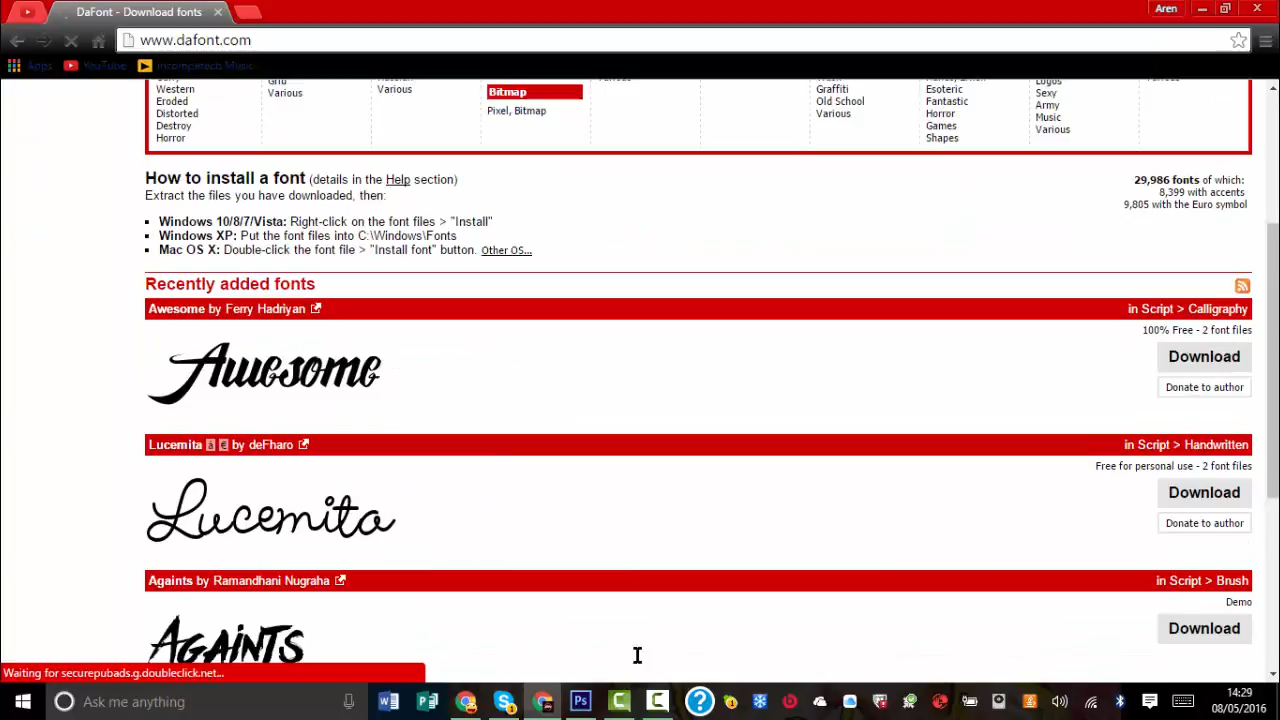 DaFont - Download fonts
Aren
www.dafont.com
Apps YouTube incompetech Music
Western
Eroded
Distorted
Destroy
Horror
Various
Various
Bitmap
Pixel, Bitmap
Graffiti
Old School
Various
Esoteric
Fantastic
Horror
Games
Shapes
Logos
Sexy
Army
Music
Various
How to install a font (details in the Help section)
Extract the files you have downloaded, then:
Windows 10/8/7/Vista: Right-click on the font files > "Install"
Windows XP: Put the font files into C:\Windows\Fonts
Mac OS X: Double-click the font file > "Install font" button. Other OS...
29,986 fonts of which:
8,399 with accents
9,805 with the Euro symbol
Recently added fonts
Awesome by Ferry Hadriyan in Script > Calligraphy
100% Free - 2 font files
Awesome
Download
Donate to author
Lucemita à € by deFharo in Script > Handwritten
Free for personal use - 2 font files
Lucemita
Download
Donate to author
Againts by Ramandhani Nugraha in Script > Brush
Demo
AGAINTS
Download
Waiting for securepubads.g.doubleclick.net...
Ask me anything
14:29
08/05/2016